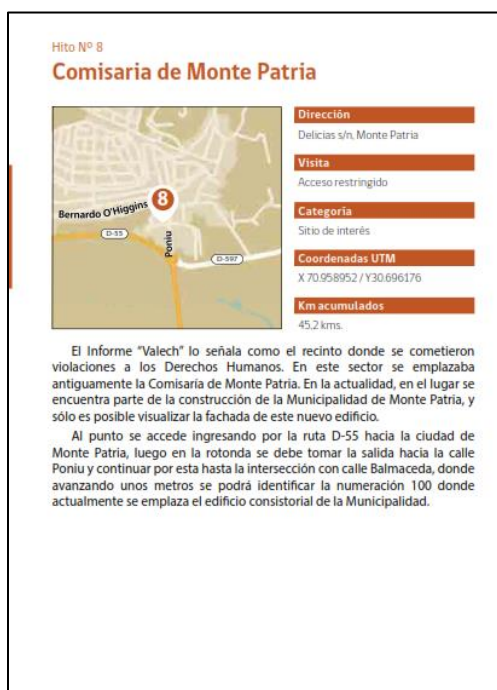 Hito Nº 8
Comisaria de Monte Patria
Bernardo O'Higgins
8
D-55
Poniu
D-597
Dirección
Delicias s/n, Monte Patria
Visita
Acceso restringido
Categoría
Sitio de interés
Coordenadas UTM
X 70.958952 / Y30.696176
Km acumulados
45,2 kms.
El Informe “Valech” lo señala como el recinto donde se cometieron
violaciones a los Derechos Humanos. En este sector se emplazaba
antiguamente la Comisaría de Monte Patria. En la actualidad, en el lugar se
encuentra parte de la construcción de la Municipalidad de Monte Patria, y
sólo es posible visualizar la fachada de este nuevo edificio.
Al punto se accede ingresando por la ruta D-55 hacia la ciudad de
Monte Patria, luego en la rotonda se debe tomar la salida hacia la calle
Poniu y continuar por esta hasta la intersección con calle Balmaceda, donde
avanzando unos metros se podrá identificar la numeración 100 donde
actualmente se emplaza el edificio consistorial de la Municipalidad.